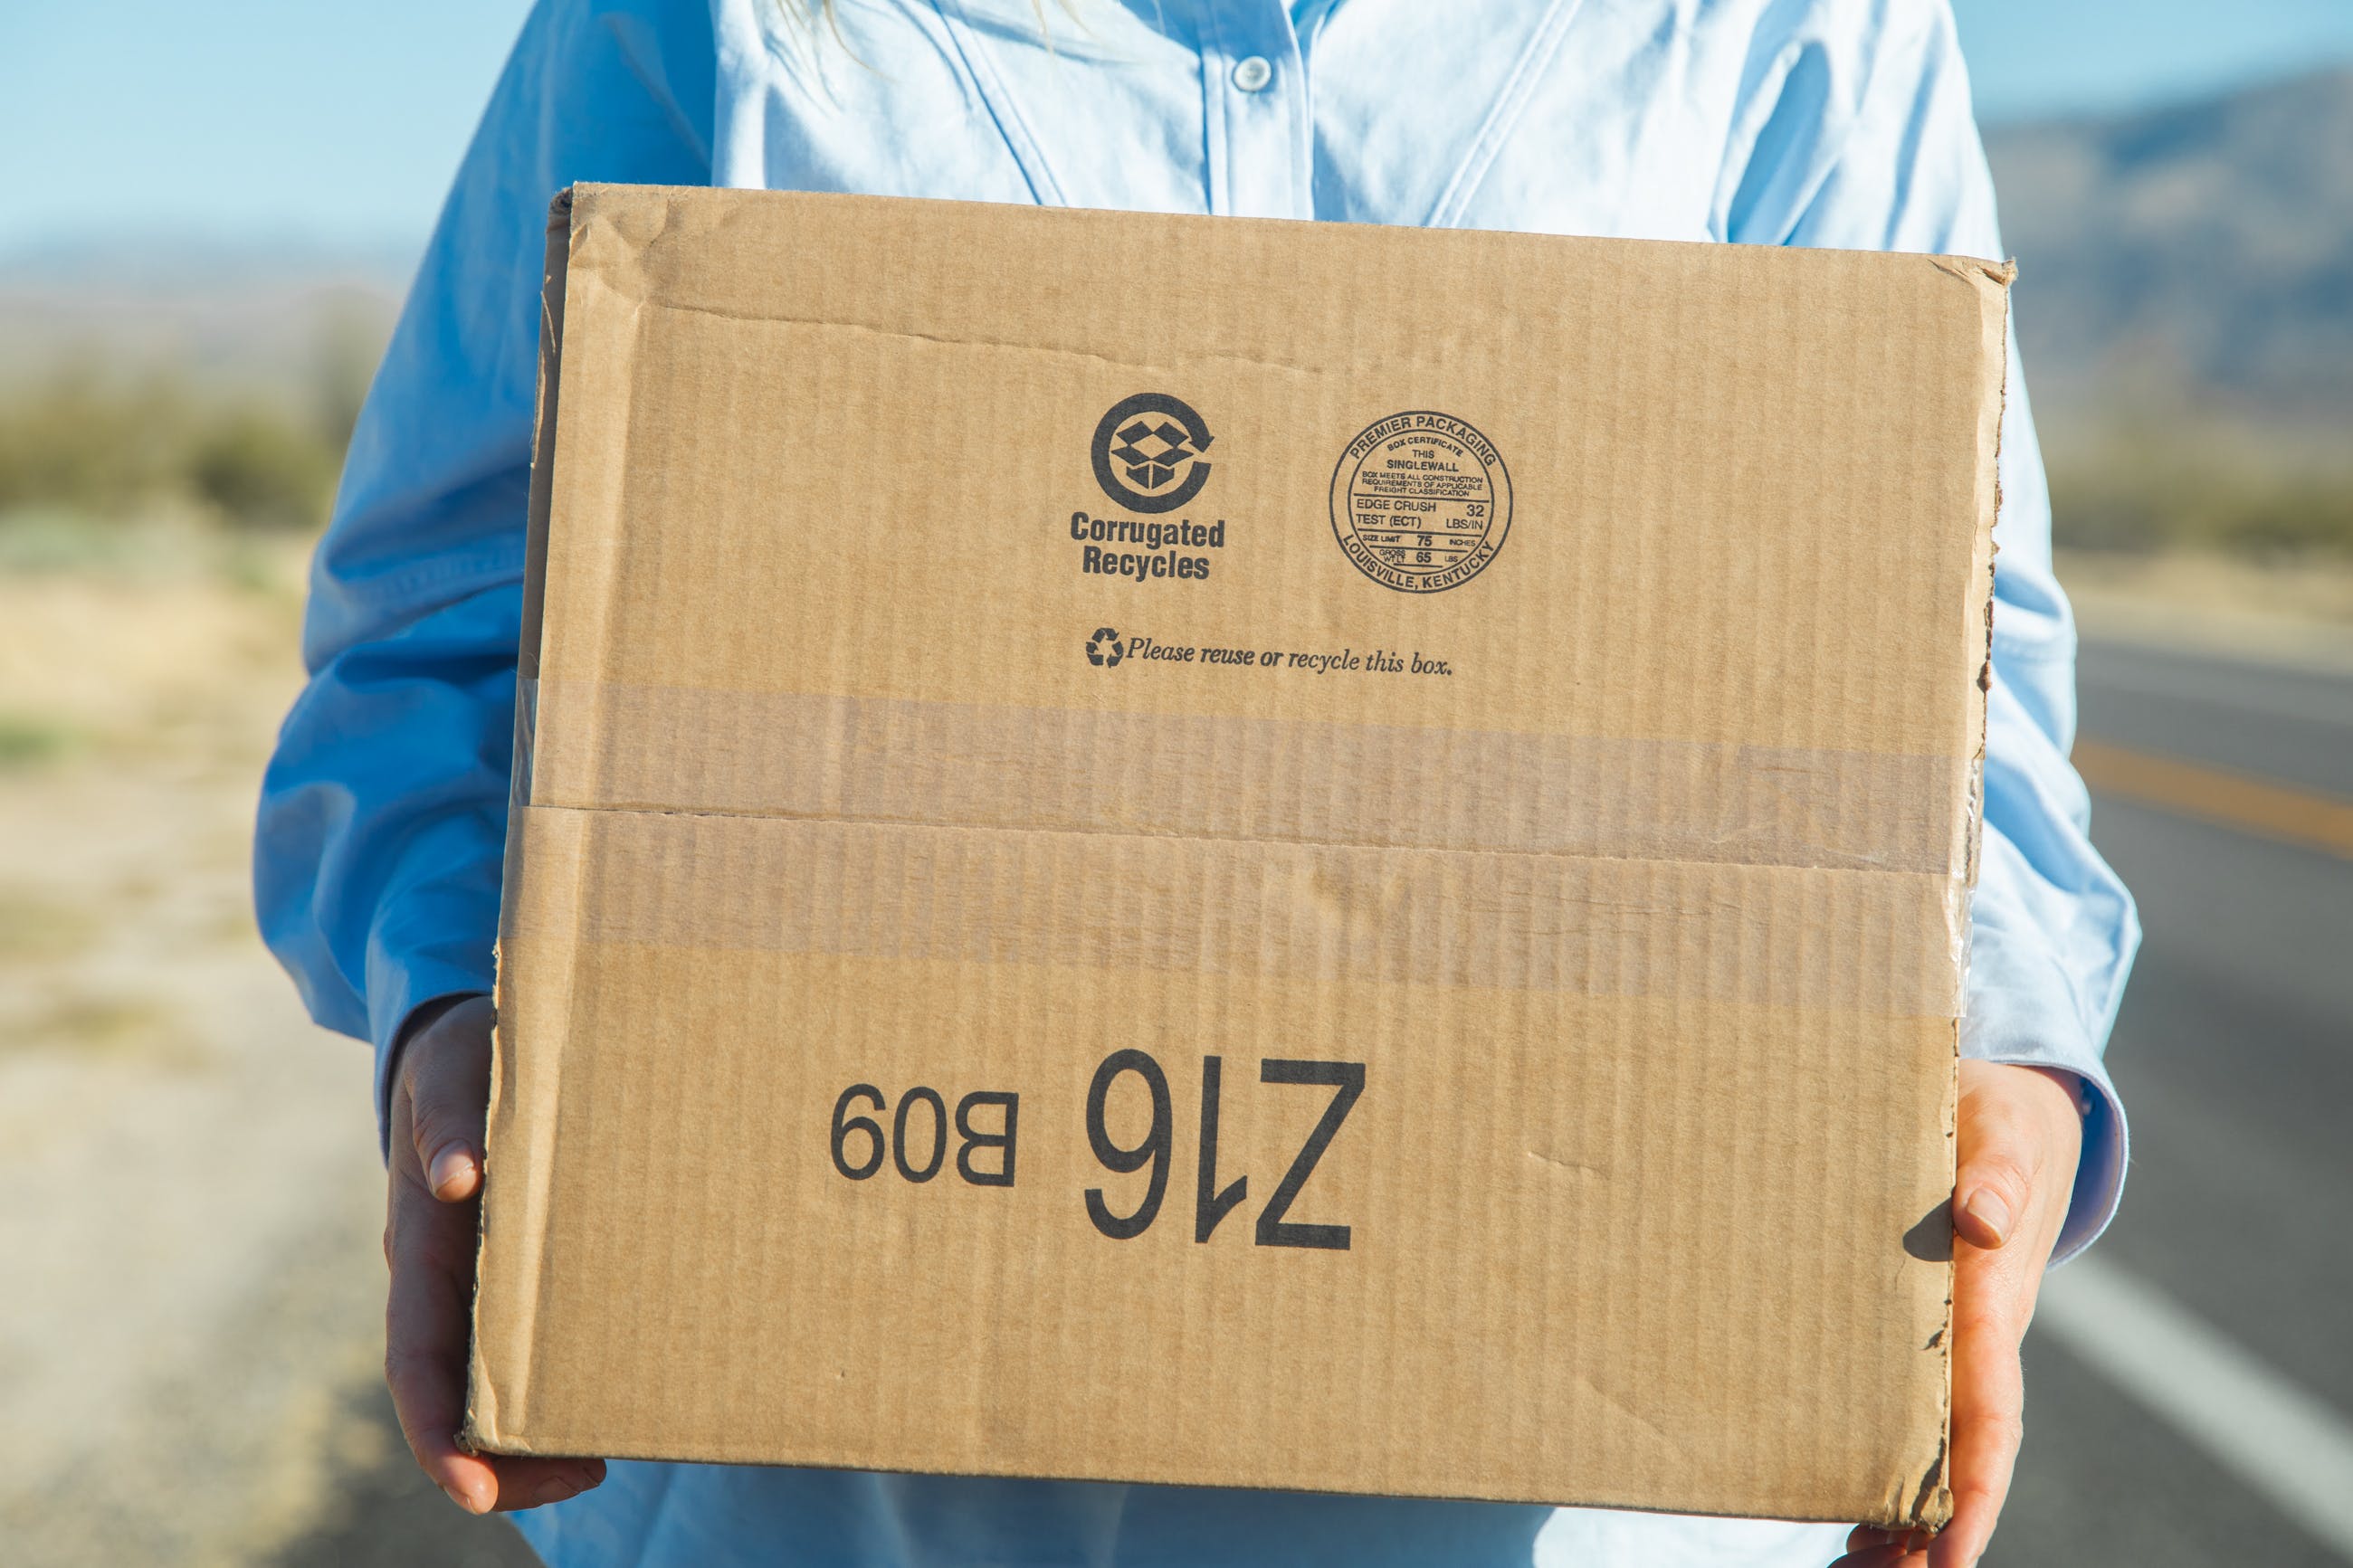 Corrugated
Recycles
PREMIER PACKAGING
BOX CERTIFICATE
THIS
SINGLEWALL
BOX MEETS ALL CONSTRUCTION
REQUIREMENTS OF APPLICABLE
FREIGHT CLASSIFICATION
EDGE CRUSH 32
TEST (ECT) LBS/IN
SIZE LIMIT 75 INCHES
GROSS WT LT 65 LBS
LOUISVILLE, KENTUCKY
Please reuse or recycle this box.
Z16 B09